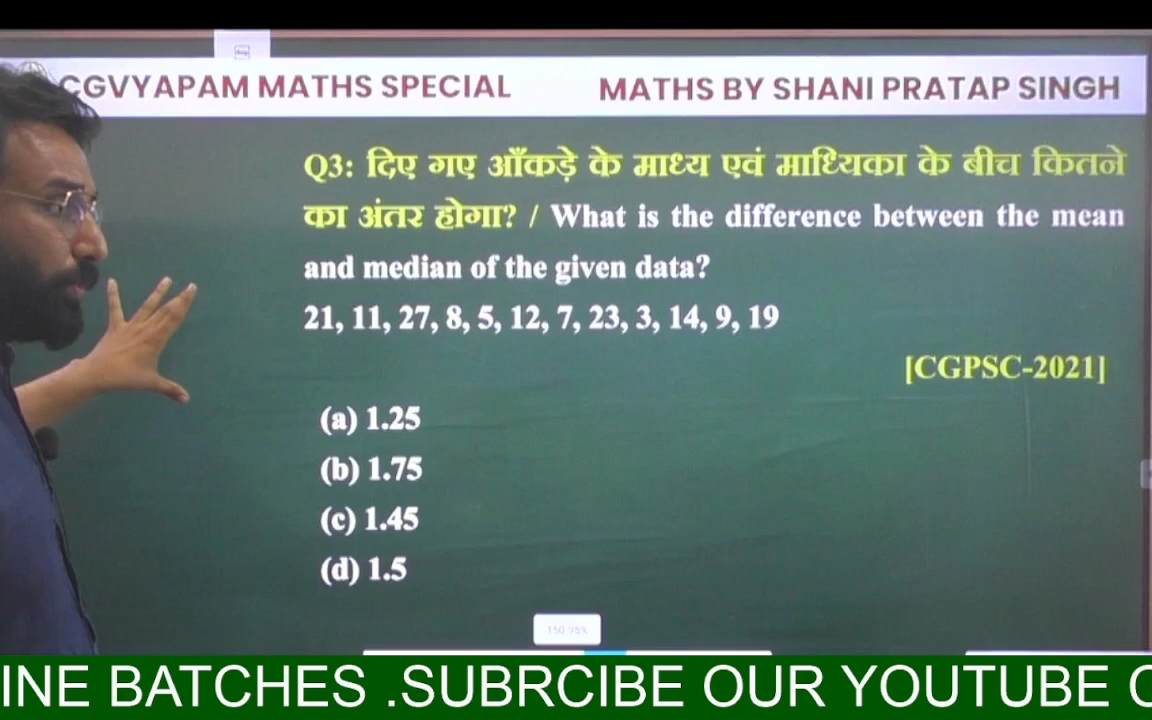 CGVYAPAM MATHS SPECIAL
MATHS BY SHANI PRATAP SINGH
Q3: दिए गए आँकड़े के माध्य एवं माध्यिका के बीच कितने
का अंतर होगा? / What is the difference between the mean
and median of the given data?
21, 11, 27, 8, 5, 12, 7, 23, 3, 14, 9, 19
[CGPSC-2021]
(a) 1.25
(b) 1.75
(c) 1.45
(d) 1.5
INE BATCHES .SUBRCIBE OUR YOUTUBE C